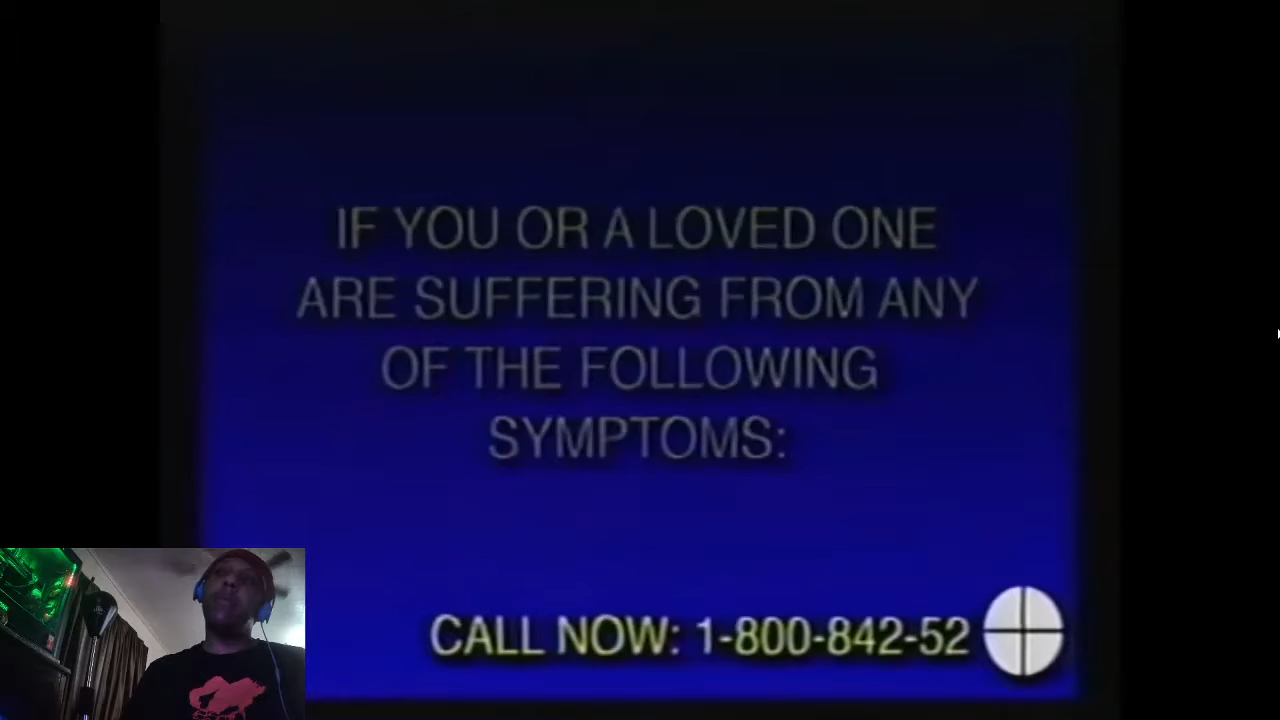 IF YOU OR A LOVED ONE
ARE SUFFERING FROM ANY
OF THE FOLLOWING
SYMPTOMS:
CALL NOW: 1-800-842-52